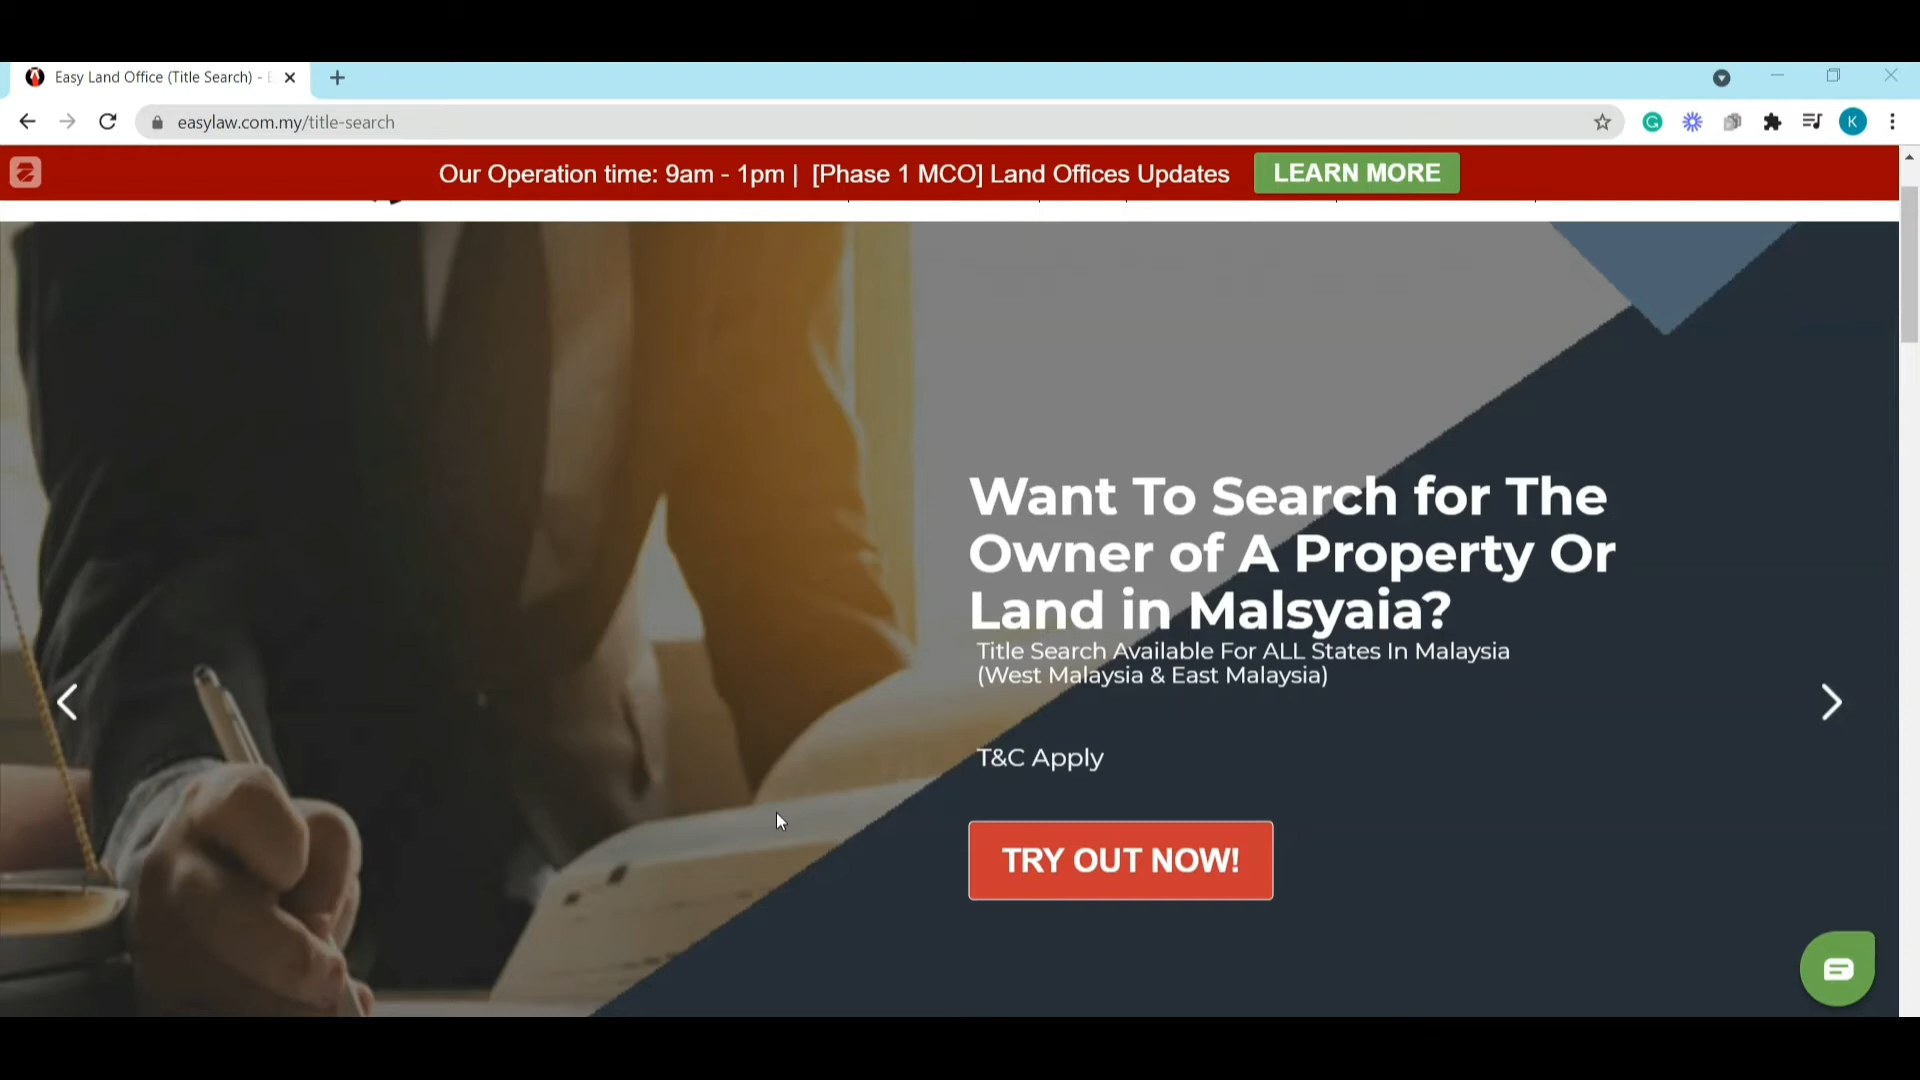 Easy Land Office (Title Search) -
easylaw.com.my/title-search
K
Our Operation time: 9am - 1pm | [Phase 1 MCO] Land Offices Updates
LEARN MORE
Want To Search for The
Owner of A Property Or
Land in Malsyaia?
Title Search Available For ALL States In Malaysia
(West Malaysia & East Malaysia)
T&C Apply
TRY OUT NOW!